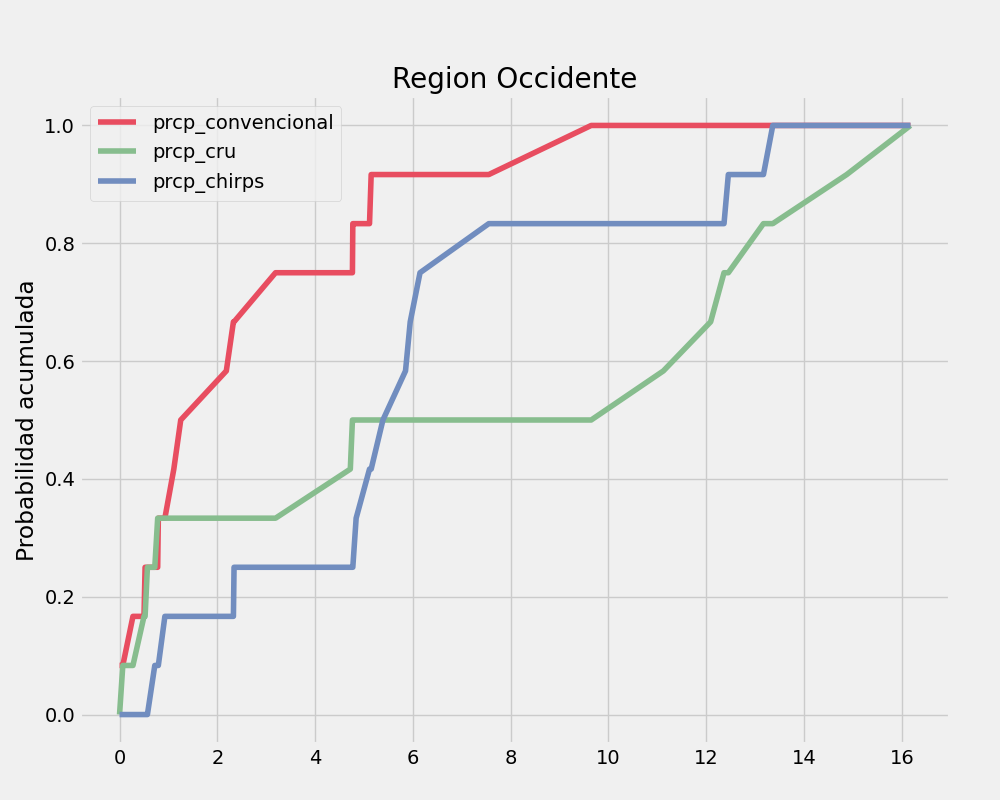 Region Occidente
prcp_convencional
prcp_cru
prcp_chirps
Probabilidad acumulada
1.0
0.8
0.6
0.4
0.2
0.0
0 2 4 6 8 10 12 14 16